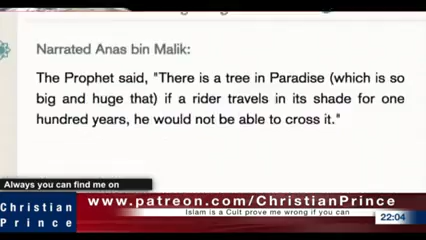 Narrated Anas bin Malik:
The Prophet said, "There is a tree in Paradise (which is so
big and huge that) if a rider travels in its shade for one
hundred years, he would not be able to cross it."
Always you can find me on
Christian
Prince
www.patreon.com/ChristianPrince
Islam is a Cult prove me wrong if you can
22:04